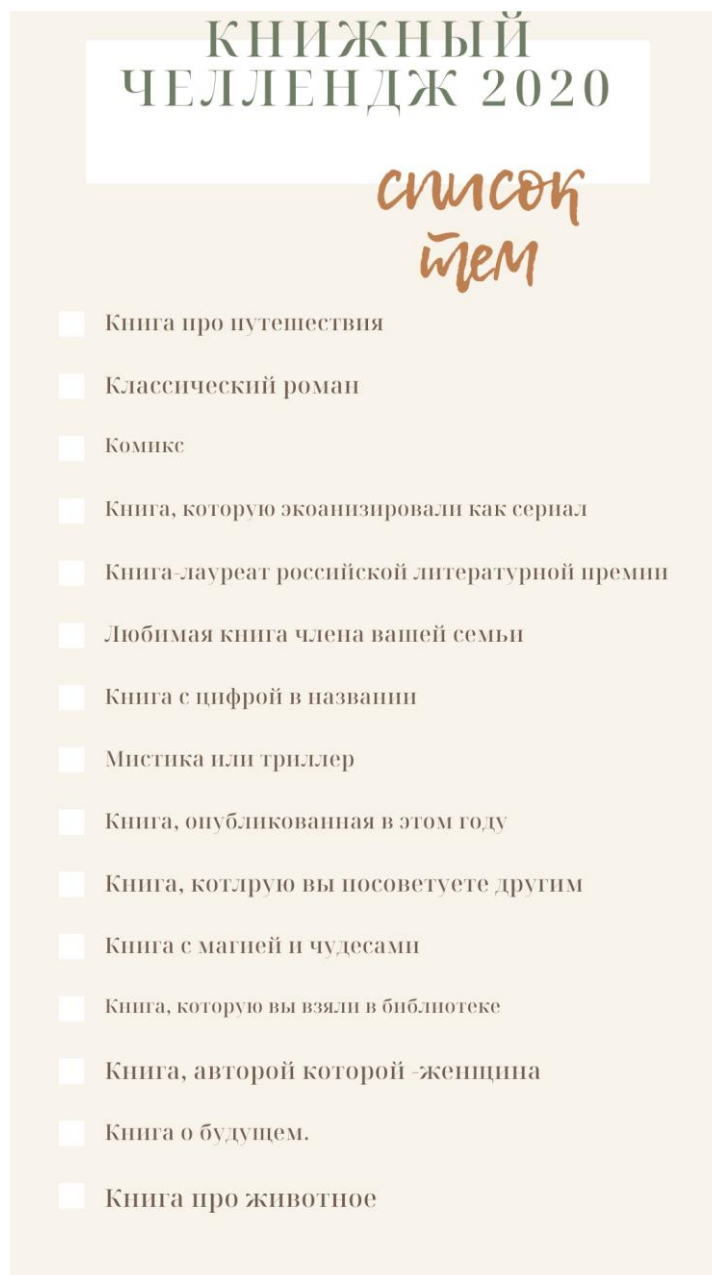 КНИЖНЫЙ
ЧЕЛЛЕНДЖ 2020
список
тем
Книга про путешествия
Классический роман
Комикс
Книга, которую экоанизировали как сериал
Книга-лауреат российской литературной премии
Любимая книга члена вашей семьи
Книга с цифрой в названии
Мистика или триллер
Книга, опубликованная в этом году
Книга, котлрую вы посоветуете другим
Книга с магией и чудесами
Книга, которую вы взяли в библиотеке
Книга, авторой которой -женщина
Книга о будущем.
Книга про животное